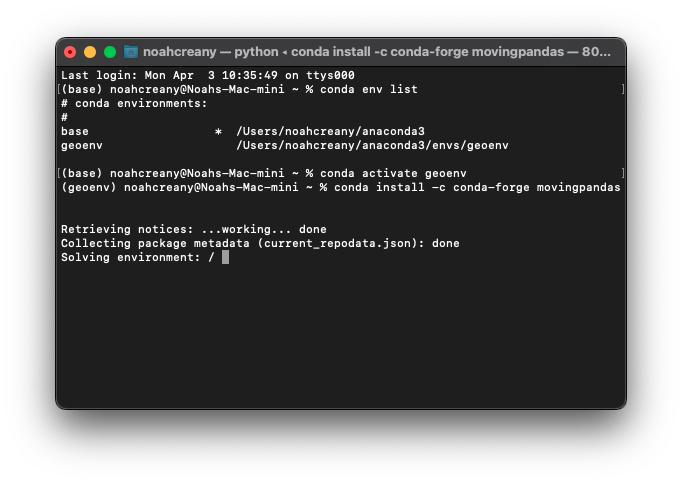 noahcreany — python ◂ conda install -c conda-forge movingpandas — 80...
Last login: Mon Apr  3 10:35:49 on ttys000
[(base) noahcreany@Noahs-Mac-mini ~ % conda env list ]
# conda environments:
#
base                  *  /Users/noahcreany/anaconda3
geoenv                   /Users/noahcreany/anaconda3/envs/geoenv
[(base) noahcreany@Noahs-Mac-mini ~ % conda activate geoenv ]
(geoenv) noahcreany@Noahs-Mac-mini ~ % conda install -c conda-forge movingpandas
Retrieving notices: ...working... done
Collecting package metadata (current_repodata.json): done
Solving environment: /